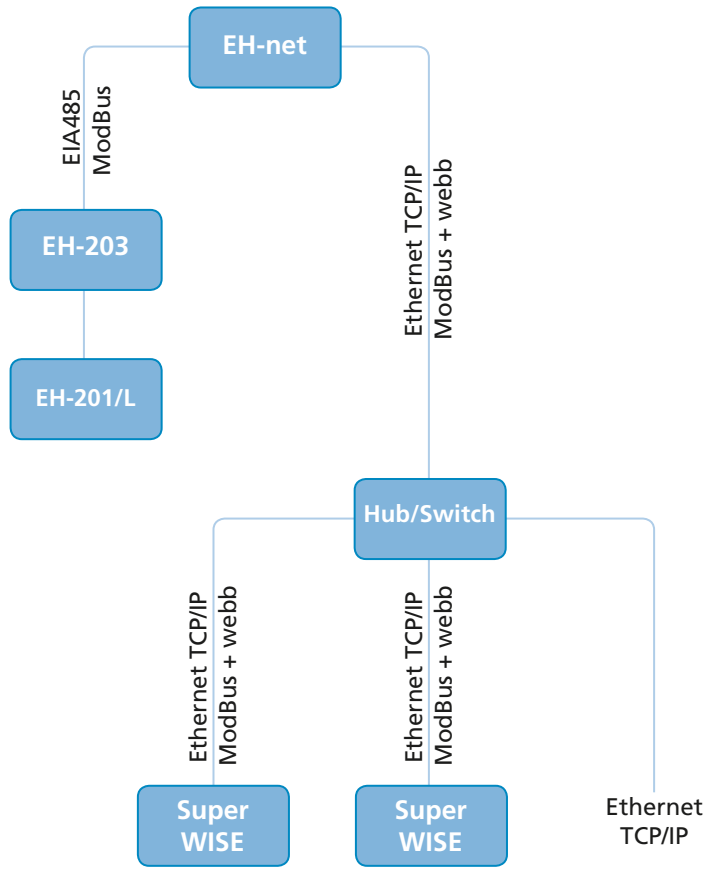 EH-net
EIA485
ModBus
Ethernet TCP/IP
ModBus + webb
EH-203
EH-201/L
Hub/Switch
Ethernet TCP/IP
ModBus + webb
Ethernet TCP/IP
ModBus + webb
Super
WISE
Super
WISE
Ethernet
TCP/IP